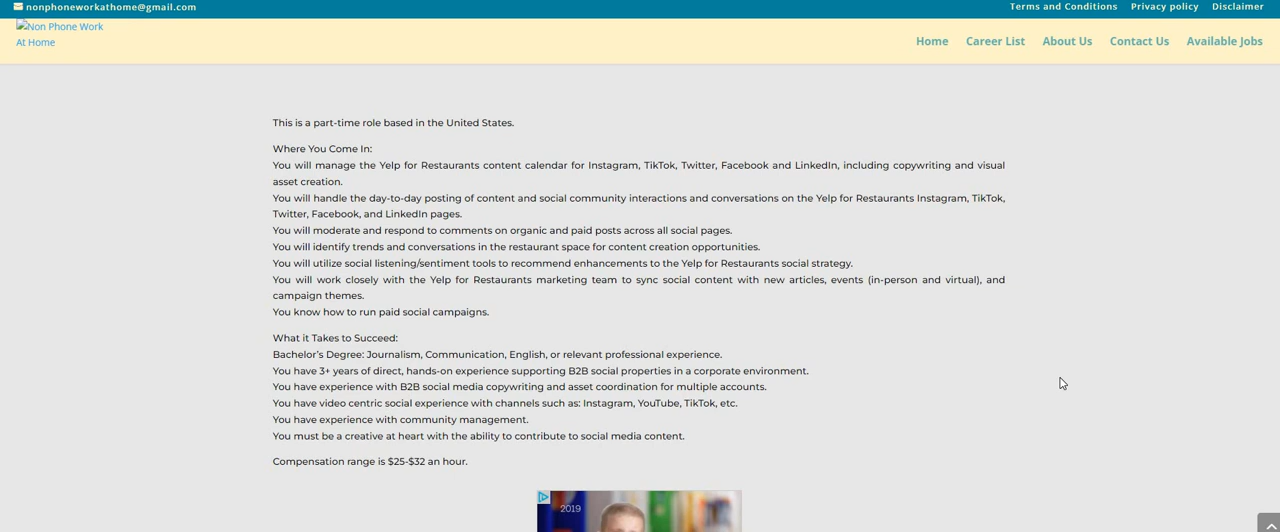 nonphoneworkathome@gmail.com
Terms and Conditions Privacy policy Disclaimer
Non Phone Work
At Home
Home Career List About Us Contact Us Available Jobs
This is a part-time role based in the United States.
Where You Come In:
You will manage the Yelp for Restaurants content calendar for Instagram, TikTok, Twitter, Facebook and LinkedIn, including copywriting and visual
asset creation.
You will handle the day-to-day posting of content and social community interactions and conversations on the Yelp for Restaurants Instagram, TikTok,
Twitter, Facebook, and LinkedIn pages.
You will moderate and respond to comments on organic and paid posts across all social pages.
You will identify trends and conversations in the restaurant space for content creation opportunities.
You will utilize social listening/sentiment tools to recommend enhancements to the Yelp for Restaurants social strategy.
You will work closely with the Yelp for Restaurants marketing team to sync social content with new articles, events (in-person and virtual), and
campaign themes.
You know how to run paid social campaigns.
What it Takes to Succeed:
Bachelor's Degree: Journalism, Communication, English, or relevant professional experience.
You have 3+ years of direct, hands-on experience supporting B2B social properties in a corporate environment.
You have experience with B2B social media copywriting and asset coordination for multiple accounts.
You have video centric social experience with channels such as: Instagram, YouTube, TikTok, etc.
You have experience with community management.
You must be a creative at heart with the ability to contribute to social media content.
Compensation range is $25-$32 an hour.
2019